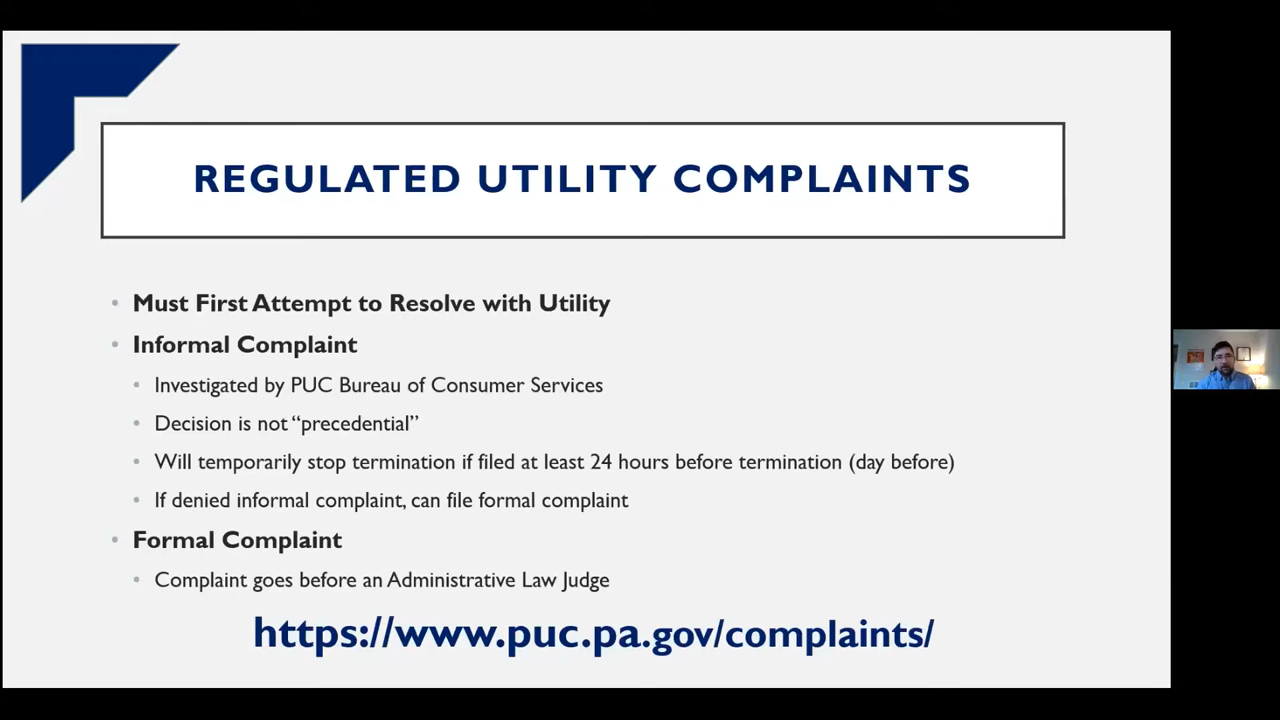 REGULATED UTILITY COMPLAINTS
• Must First Attempt to Resolve with Utility
• Informal Complaint
• Investigated by PUC Bureau of Consumer Services
• Decision is not “precedential”
• Will temporarily stop termination if filed at least 24 hours before termination (day before)
• If denied informal complaint, can file formal complaint
• Formal Complaint
• Complaint goes before an Administrative Law Judge
https://www.puc.pa.gov/complaints/